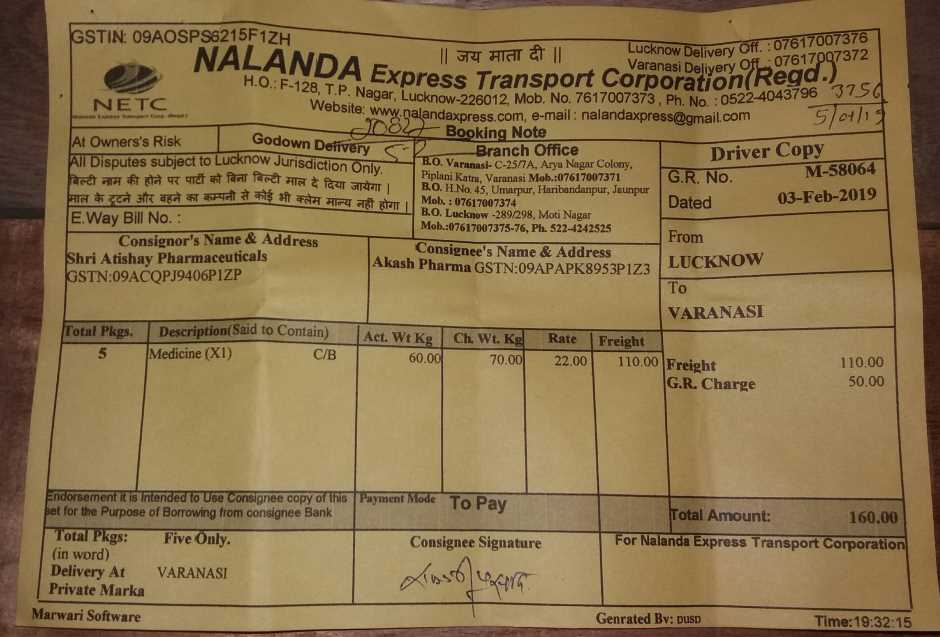 GSTIN: 09AOSPS6215F1ZH
|| जय माता दी ||
Lucknow Delivery Off. : 07617007376
Varanasi Delivery Off. : 07617007372
NETC
NALANDA Express Transport Corporation(Regd.)
H.O.: F-128, T.P. Nagar, Lucknow-226012, Mob. No. 7617007373 , Ph. No. : 0522-4043796
3756
Website: www.nalandaxpress.com, e-mail : nalandaxpress@gmail.com
At Owners's Risk
Godown Delivery
Booking Note
Driver Copy
All Disputes subject to Lucknow Jurisdiction Only.
बिल्टी नाम की होने पर पार्टी को बिना बिल्टी माल दे दिया जायेगा |
माल के टूटने और बहने का कम्पनी से कोई भी क्लेम माल्य नहीं होगा |
E.Way Bill No. :
Branch Office
B.O. Varanasi- C-25/7A, Arya Nagar Colony,
Piplani Katra, Varanasi Mob.:07617007371
B.O. H.No. 45, Umarpur, Haribandanpur, Jaunpur
Mob. : 07617007374
B.O. Lucknow -289/298, Moti Nagar
Mob.:07617007375-76, Ph. 522-4242525
G.R. No. M-58064
Dated 03-Feb-2019
Consignor's Name & Address
Shri Atishay Pharmaceuticals
GSTN:09ACQPJ9406P1ZP
Consignee's Name & Address
Akash Pharma GSTN:09APAPK8953P1Z3
From
LUCKNOW
To
VARANASI
Total Pkgs. Description(Said to Contain) Act. Wt Kg Ch. Wt. Kg Rate Freight
5 Medicine (X1) C/B 60.00 70.00 22.00 110.00
Freight 110.00
G.R. Charge 50.00
Endorsement it is Intended to Use Consignee copy of this
set for the Purpose of Borrowing from consignee Bank
Payment Mode To Pay
Total Amount: 160.00
Total Pkgs: Five Only.
(in word)
Delivery At VARANASI
Private Marka
Consignee Signature
For Nalanda Express Transport Corporation
Marwari Software
Genrated By: DUSD
Time:19:32:15